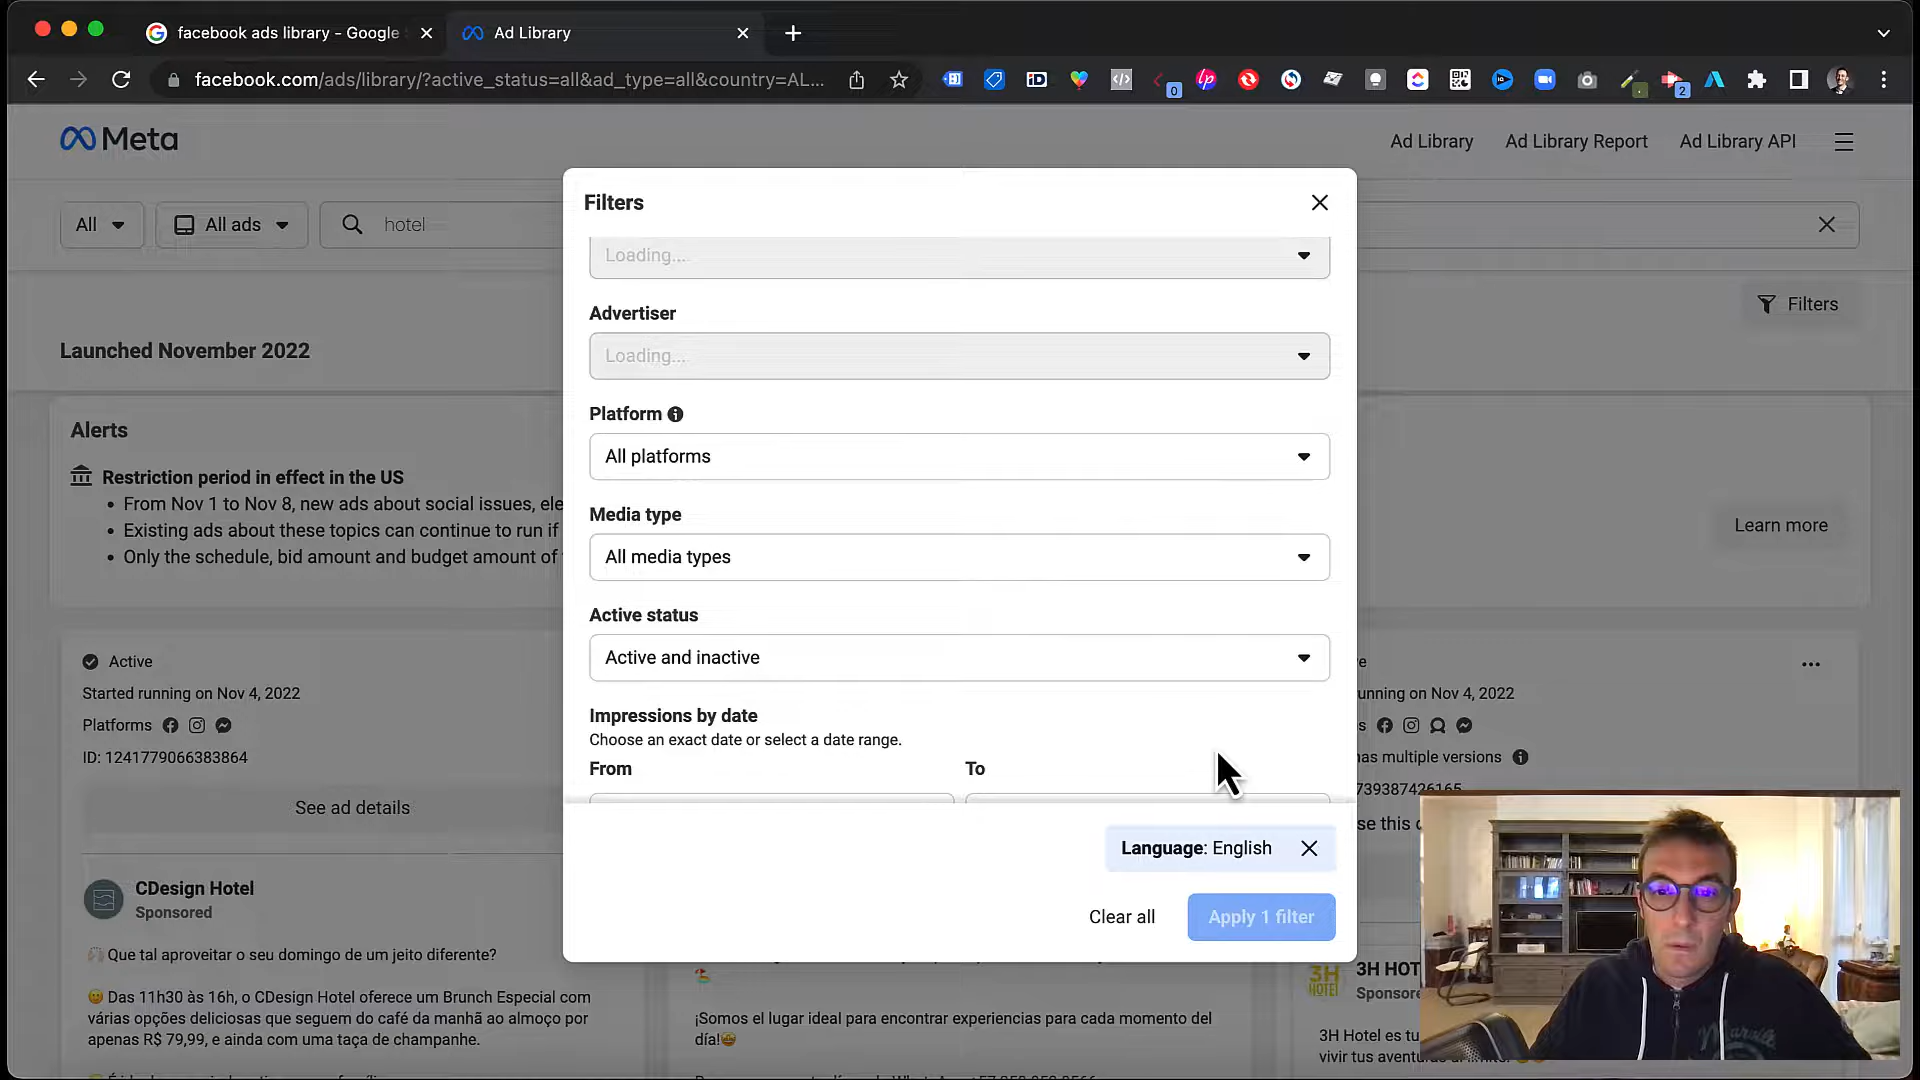 facebook ads library - Google
Ad Library
facebook.com/ads/library/?active_status=all&ad_type=all&country=AL...
0
2
Meta
Ad Library
Ad Library Report
Ad Library API
All
All ads
hotel
Filters
Launched November 2022
Alerts
Restriction period in effect in the US
From Nov 1 to Nov 8, new ads about social issues, ele
Existing ads about these topics can continue to run if
Only the schedule, bid amount and budget amount of
Learn more
Filters
Loading...
Advertiser
Loading...
Platform
All platforms
Media type
All media types
Active status
Active and inactive
Impressions by date
Choose an exact date or select a date range.
From
To
Language: English
Clear all
Apply 1 filter
Active
Started running on Nov 4, 2022
Platforms
ID: 1241779066383864
See ad details
CDesign Hotel
Sponsored
Que tal aproveitar o seu domingo de um jeito diferente?
Das 11h30 às 16h, o CDesign Hotel oferece um Brunch Especial com
várias opções deliciosas que seguem do café da manhã ao almoço por
apenas R$ 79,99, e ainda com uma taça de champanhe.
¡Somos el lugar ideal para encontrar experiencias para cada momento del
día!
unning on Nov 4, 2022
as multiple versions
739387426165
se this
3H HOT
Sponsore
3H HOTEL
3H Hotel es tu
vivir tus aventur